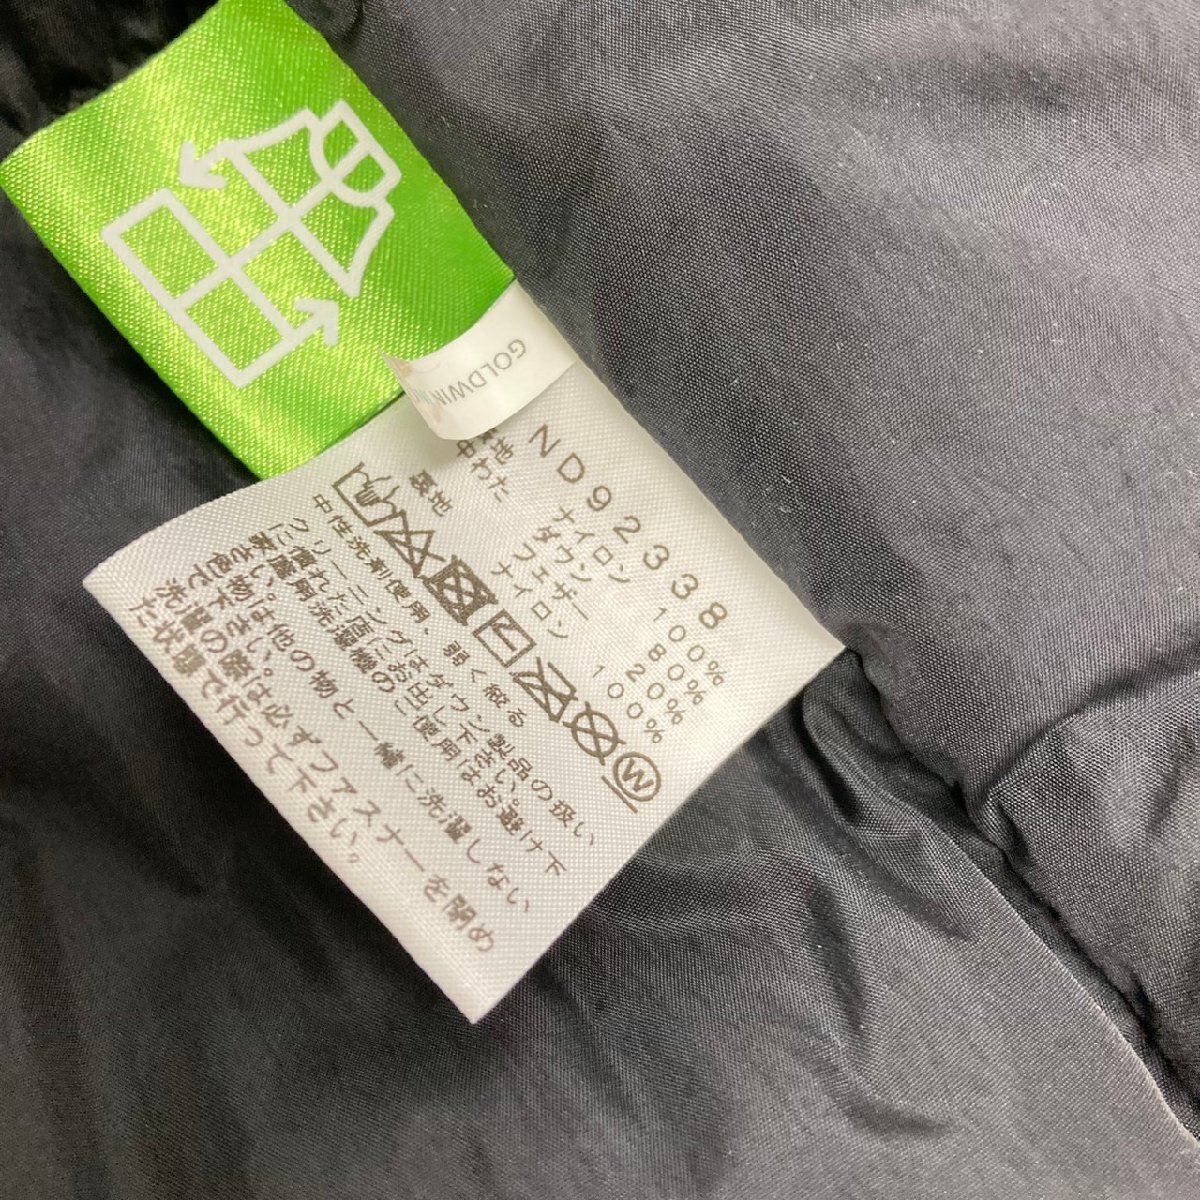 GOLDWIN
ND92338
表地 ナイロン 100%
中わた ダウン 80%
フェザー 20%
裏地 ナイロン 100%
W
中性洗剤使用、弱く絞る
クリーニングはダウン製品の扱い
に慣れた店にお出し下さい。
濃色で、 洗濯機のご使用はお避け下
い物は他の物と一緒に洗濯しない
下さい。
洗濯の際は必ずファスナーを閉め
た状態で行って下さい。